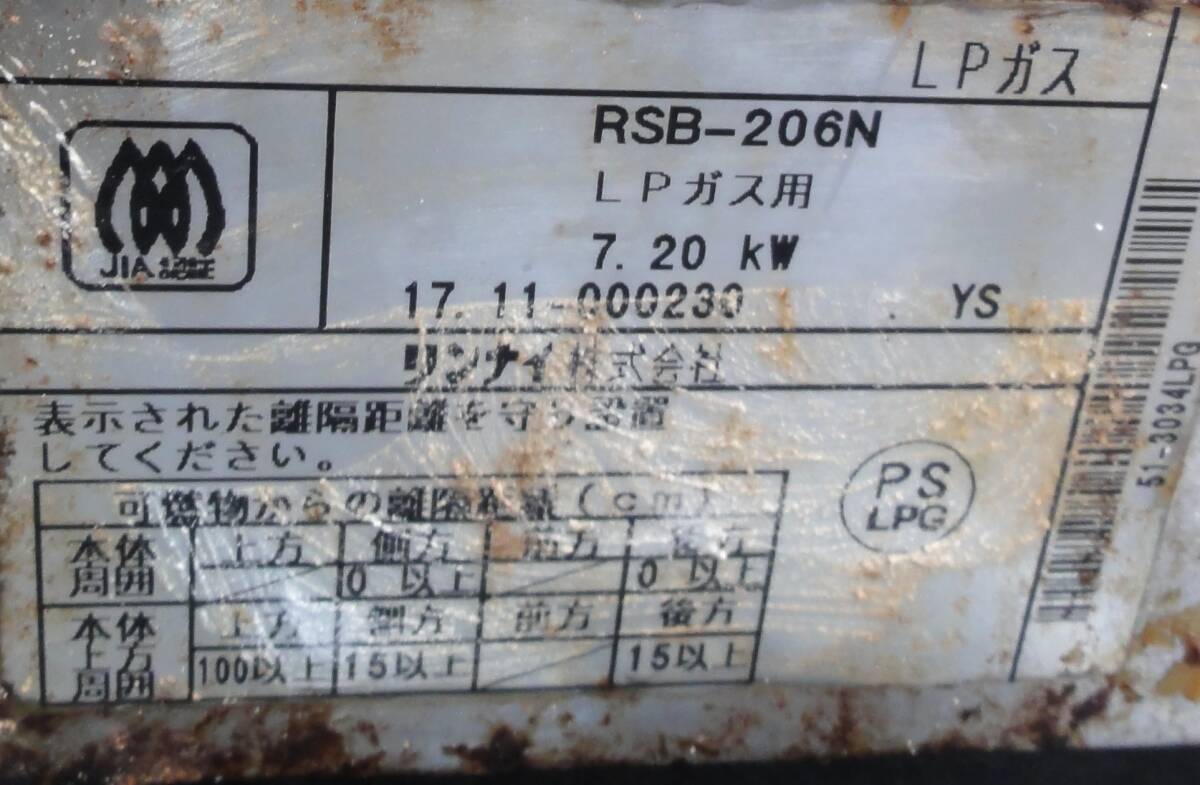 LPガス
RSB-206N
LPガス用
7.20 kW
17.11-000230 YS
JIA 認証
リンナイ株式会社
表示された離隔距離を守り設置
してください。
PS
LPG
可燃物からの離隔距離(cm)
本体周囲 上方 側方 前方 後方
0 以上 0 以上
本体上方周囲 上方 側方 前方 後方
100以上 15以上 15以上
51-3034LPG